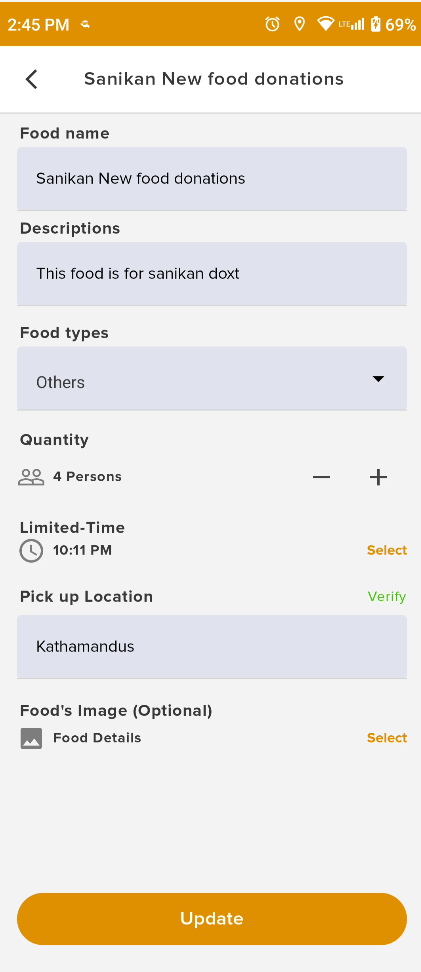 2:45 PM
LTE
69%
Sanikan New food donations
Food name
Sanikan New food donations
Descriptions
This food is for sanikan doxt
Food types
Others
Quantity
4 Persons
Limited-Time
10:11 PM
Select
Pick up Location
Verify
Kathamandus
Food's Image (Optional)
Food Details
Select
Update